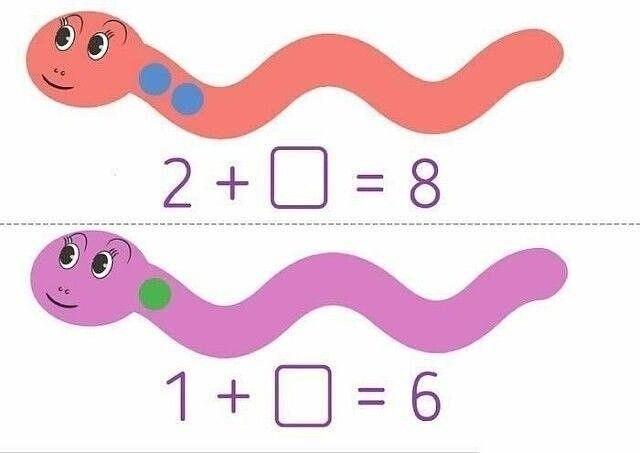 2 + □ = 8
1 + □ = 6